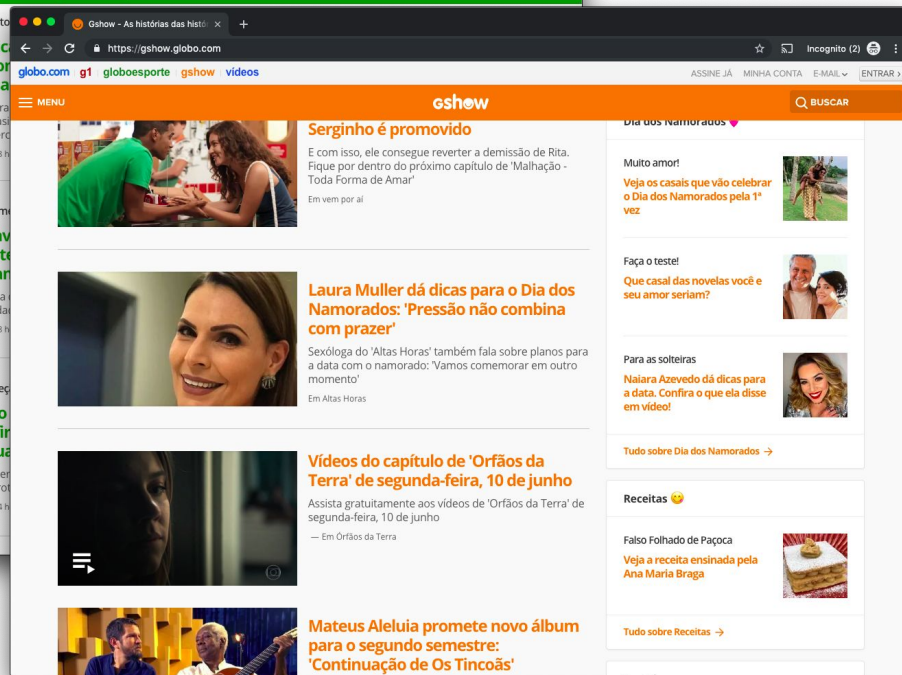 Gshow - As histórias das histó
https://gshow.globo.com
Incognito (2)
globo.com g1 globoesporte gshow vídeos
ASSINE JÁ MINHA CONTA E-MAIL ENTRAR
MENU
gshow
BUSCAR
Serginho é promovido
E com isso, ele consegue reverter a demissão de Rita.
Fique por dentro do próximo capítulo de 'Malhação -
Toda Forma de Amar'
Em vem por aí
Laura Muller dá dicas para o Dia dos
Namorados: 'Pressão não combina
com prazer'
Sexóloga do 'Altas Horas' também fala sobre planos para
a data com o namorado: 'Vamos comemorar em outro
momento'
Em Altas Horas
Vídeos do capítulo de 'Orfãos da
Terra' de segunda-feira, 10 de junho
Assista gratuitamente aos vídeos de 'Orfãos da Terra' de
segunda-feira, 10 de junho
— Em Órfãos da Terra
Mateus Aleluia promete novo álbum
para o segundo semestre:
'Continuação de Os Tincoãs'
Dia dos Namorados
Muito amor!
Veja os casais que vão celebrar
o Dia dos Namorados pela 1ª
vez
Faça o teste!
Que casal das novelas você e
seu amor seriam?
Para as solteiras
Naiara Azevedo dá dicas para
a data. Confira o que ela disse
em vídeo!
Tudo sobre Dia dos Namorados →
Receitas 😋
Falso Folhado de Paçoca
Veja a receita ensinada pela
Ana Maria Braga
Tudo sobre Receitas →